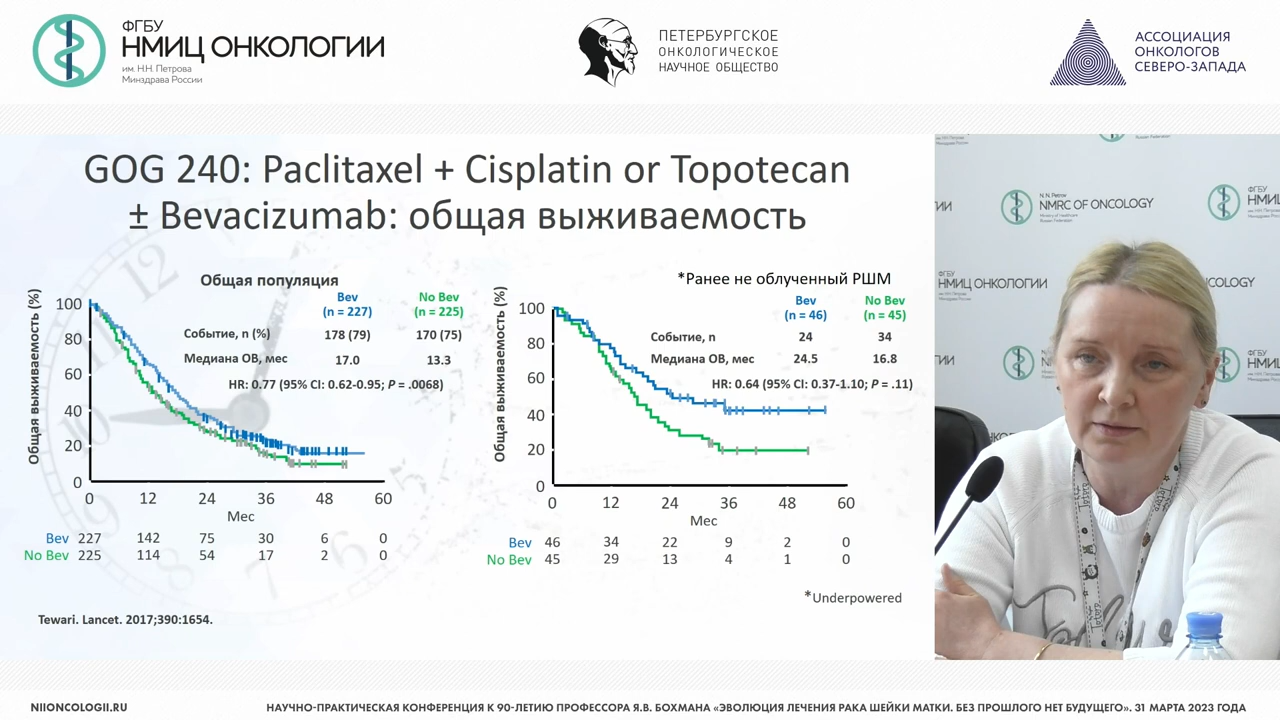 ФГБУ
НМИЦ ОНКОЛОГИИ
им. Н.Н. Петрова
Минздрава России
ПЕТЕРБУРГСКОЕ
ОНКОЛОГИЧЕСКОЕ
НАУЧНОЕ ОБЩЕСТВО
АССОЦИАЦИЯ
ОНКОЛОГОВ
СЕВЕРО-ЗАПАДА
GOG 240: Paclitaxel + Cisplatin or Topotecan
± Bevacizumab: общая выживаемость
Общая популяция
Bev No Bev
(n = 227) (n = 225)
Событие, n (%) 178 (79) 170 (75)
Медиана ОВ, мес 17.0 13.3
HR: 0.77 (95% CI: 0.62-0.95; P = .0068)
Общая выживаемость (%)
100
80
60
40
20
0
0 12 24 36 48 60
Мес
Bev 227 142 75 30 6 0
No Bev 225 114 54 17 2 0
*Ранее не облученный РШМ
Bev No Bev
(n = 46) (n = 45)
Событие, n 24 34
Медиана ОВ, мес 24.5 16.8
HR: 0.64 (95% CI: 0.37-1.10; P = .11)
Общая выживаемость (%)
100
80
60
40
20
0
0 12 24 36 48 60
Мес
Bev 46 34 22 9 2 0
No Bev 45 29 13 4 1 0
*Underpowered
Tewari. Lancet. 2017;390:1654.
N.N. Petrov
NMRC OF ONCOLOGY
ФГБУ
НМИЦ ОНКОЛОГИИ
NIIONCOLOGII.RU
НАУЧНО-ПРАКТИЧЕСКАЯ КОНФЕРЕНЦИЯ К 90-ЛЕТИЮ ПРОФЕССОРА Я.В. БОХМАНА «ЭВОЛЮЦИЯ ЛЕЧЕНИЯ РАКА ШЕЙКИ МАТКИ. БЕЗ ПРОШЛОГО НЕТ БУДУЩЕГО». 31 МАРТА 2023 ГОДА